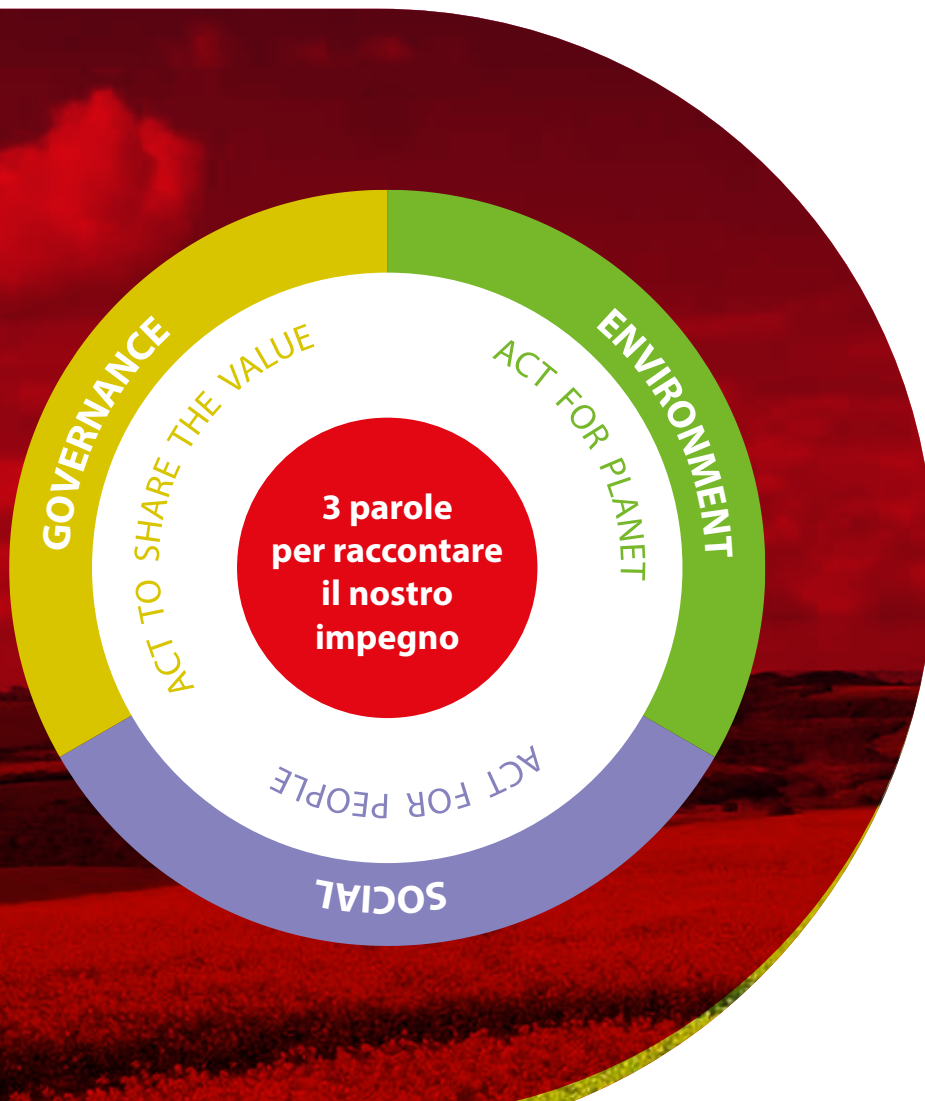 GOVERNANCE
ACT TO SHARE THE VALUE
ENVIRONMENT
ACT FOR PLANET
3 parole
per raccontare
il nostro
impegno
ACT FOR PEOPLE
SOCIAL